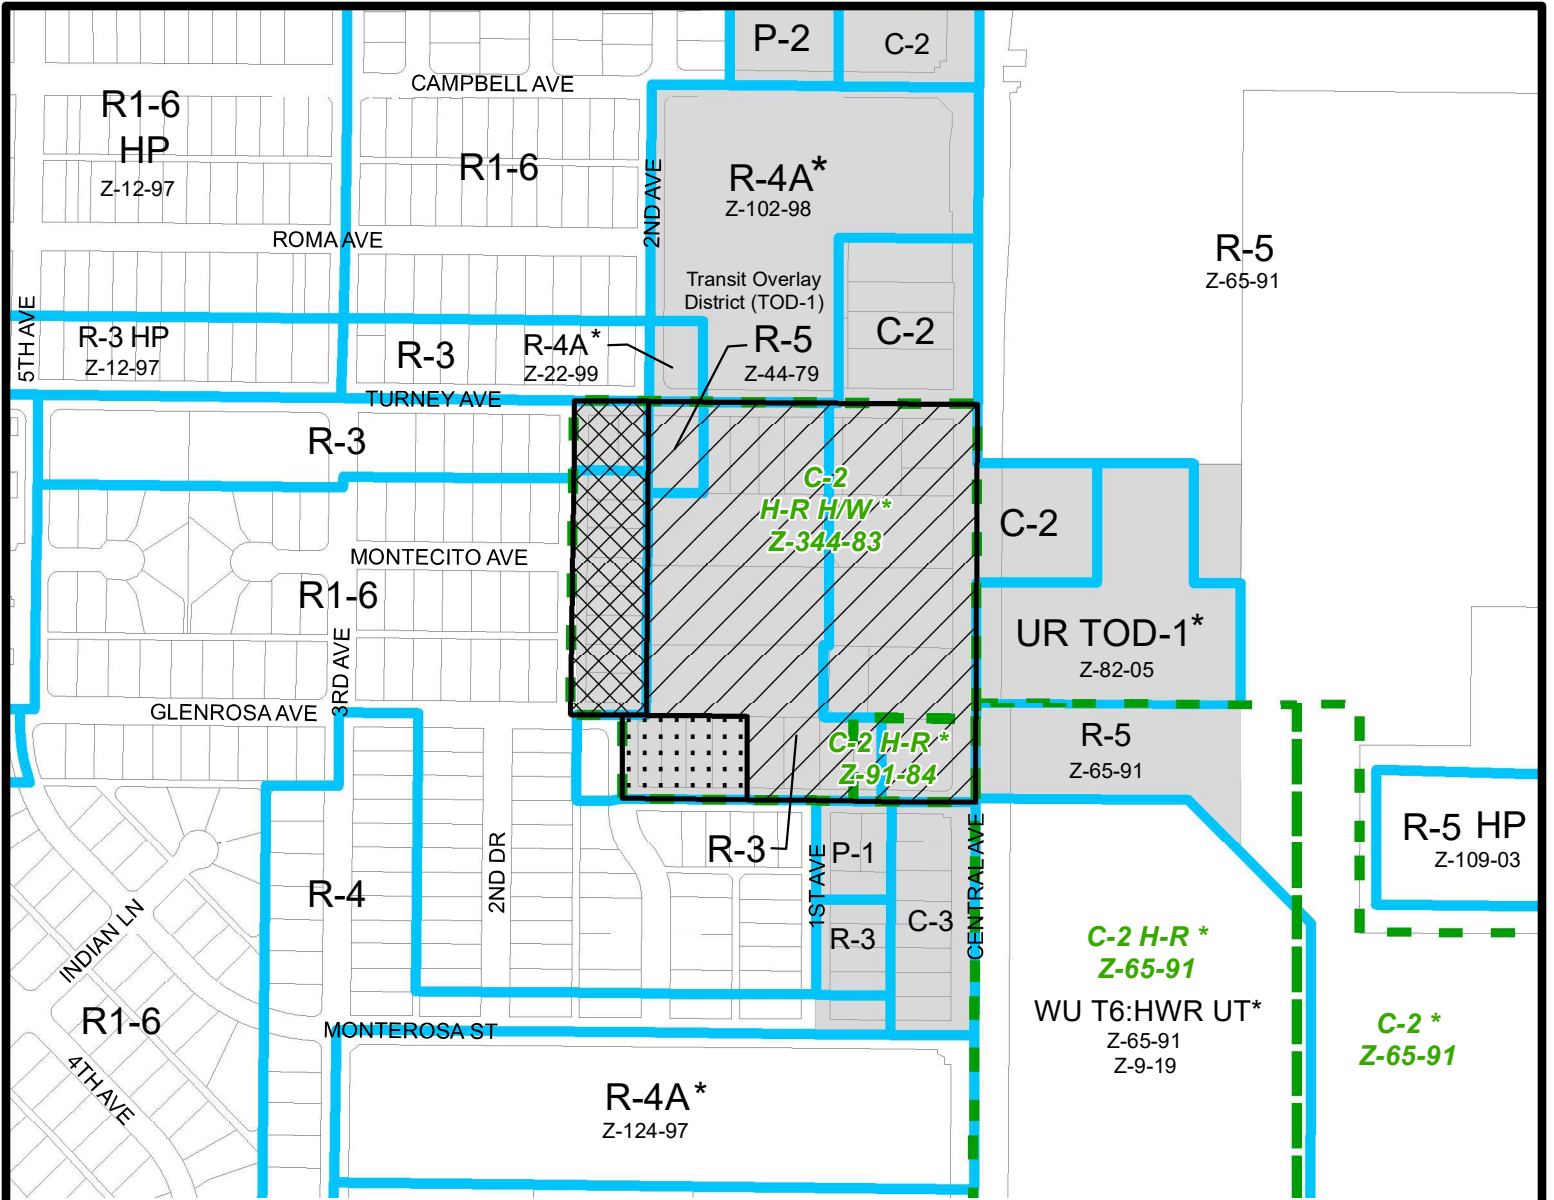 P-2
C-2
CAMPBELL AVE
R1-6
HP
Z-12-97
R1-6
2ND AVE
R-4A*
Z-102-98
ROMA AVE
R-5
Z-65-91
Transit Overlay
District (TOD-1)
5TH AVE
R-3 HP
Z-12-97
R-3
R-4A*
Z-22-99
R-5
Z-44-79
C-2
TURNEY AVE
R-3
C-2
H-R H/W *
Z-344-83
C-2
MONTECITO AVE
R1-6
3RD AVE
UR TOD-1*
Z-82-05
GLENROSA AVE
C-2 H-R *
Z-91-84
R-5
Z-65-91
R-5 HP
Z-109-03
R-3
P-1
1ST AVE
2ND DR
R-4
R-3
C-3
CENTRAL AVE
INDIAN LN
C-2 H-R *
Z-65-91
WU T6:HWR UT*
Z-65-91
Z-9-19
C-2 *
Z-65-91
R1-6
MONTEROSA ST
4TH AVE
R-4A*
Z-124-97